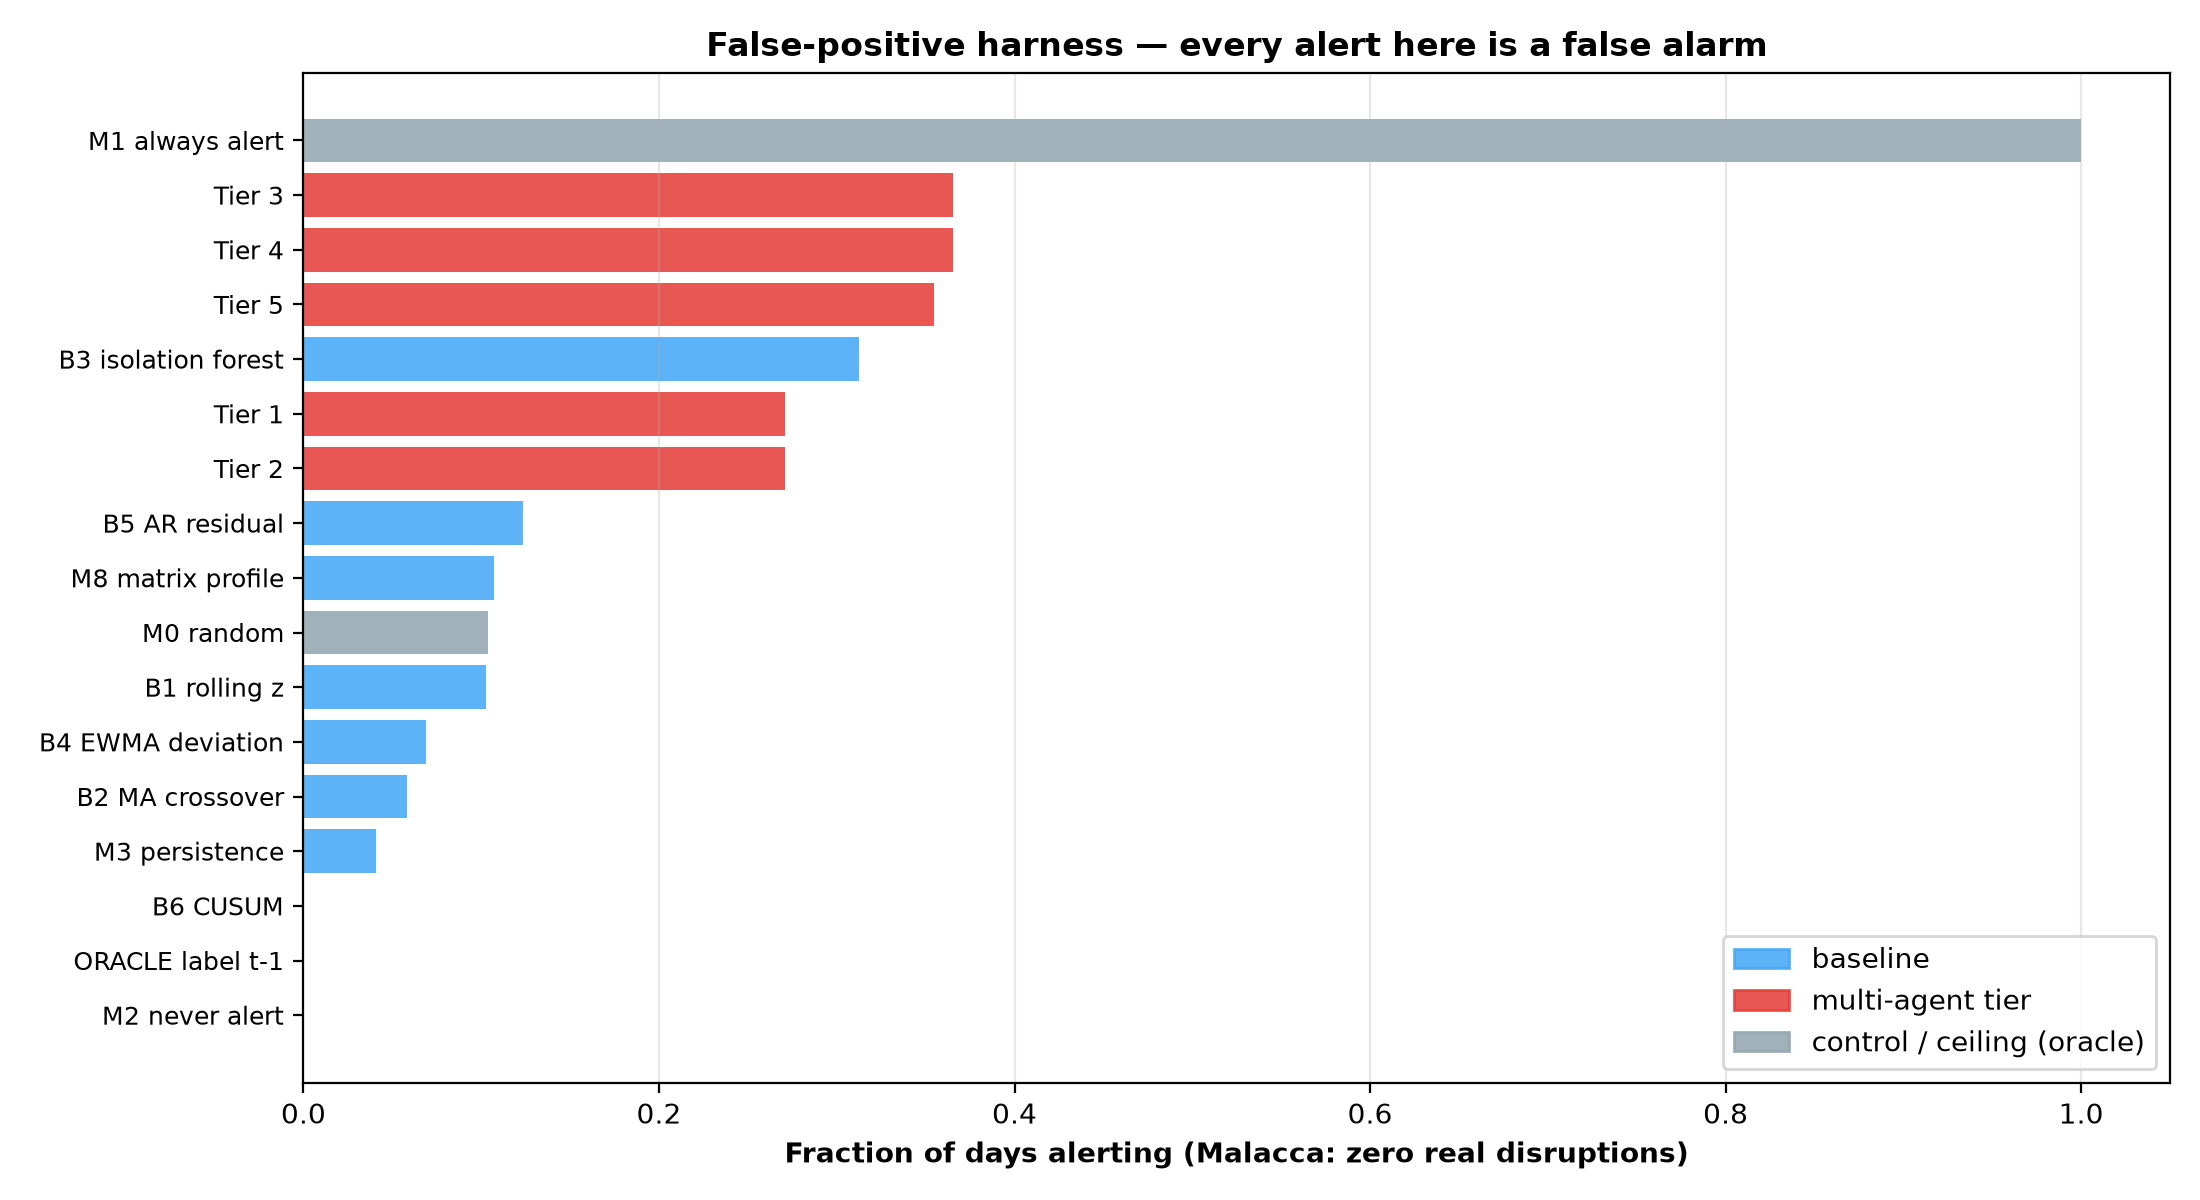 False-positive harness — every alert here is a false alarm
M1 always alert
Tier 3
Tier 4
Tier 5
B3 isolation forest
Tier 1
Tier 2
B5 AR residual
M8 matrix profile
M0 random
B1 rolling z
B4 EWMA deviation
B2 MA crossover
M3 persistence
B6 CUSUM
ORACLE label t-1
M2 never alert
baseline
multi-agent tier
control / ceiling (oracle)
0.0 0.2 0.4 0.6 0.8 1.0
Fraction of days alerting (Malacca: zero real disruptions)